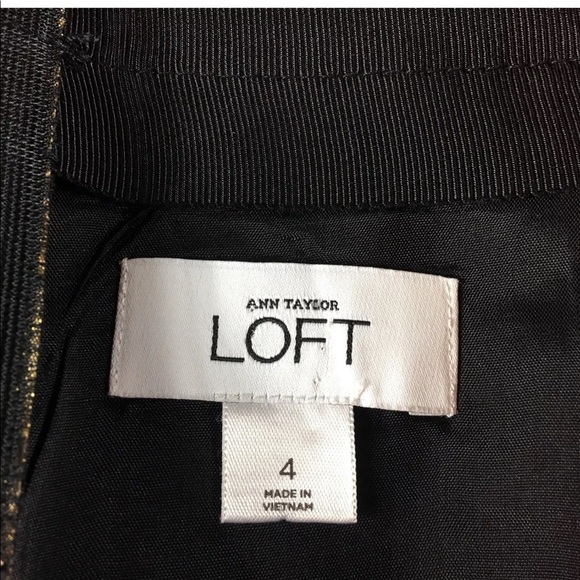 ANN TAYLOR
LOFT
4
MADE IN
VIETNAM